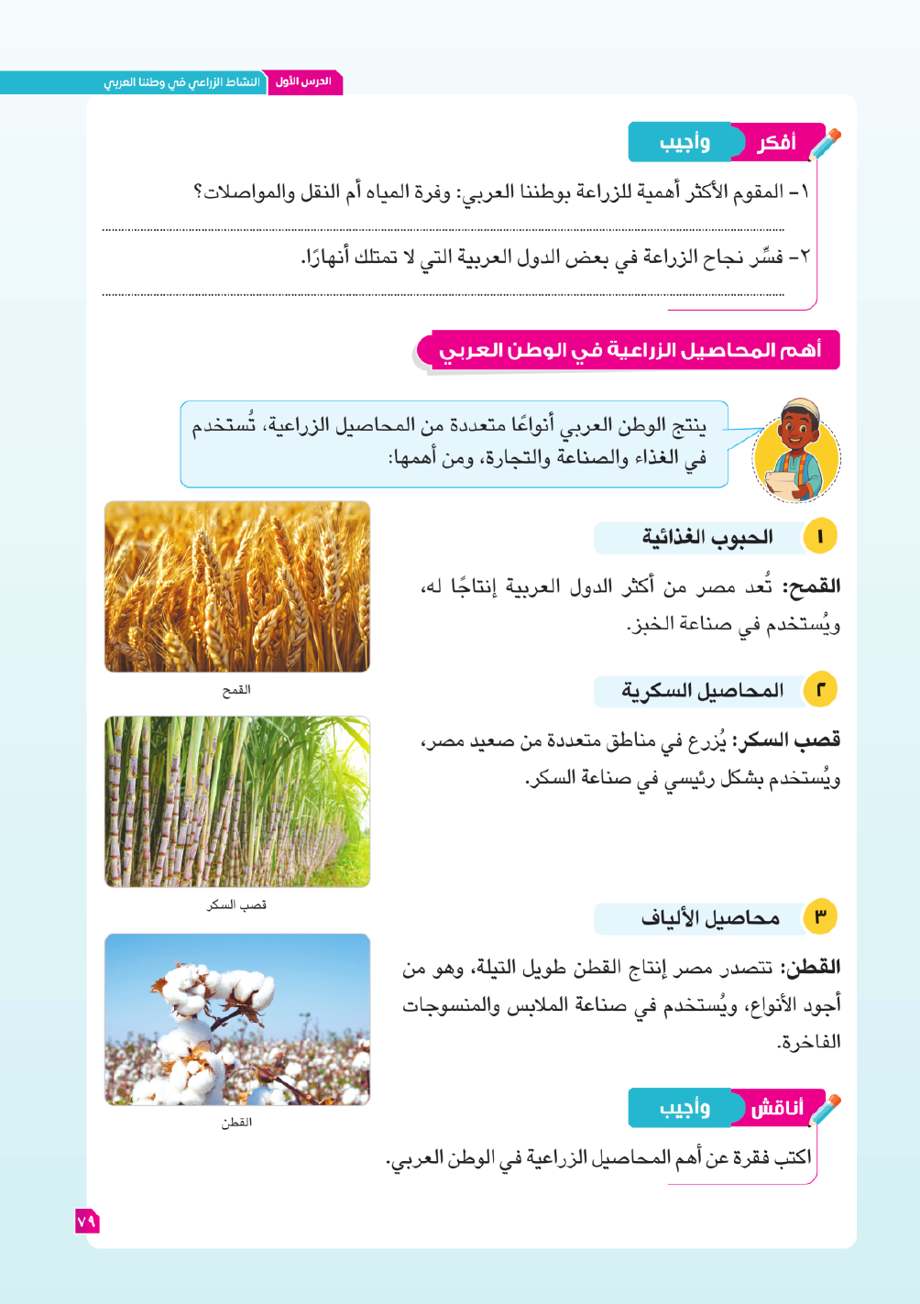 الدرس الأول
النشاط الزراعي في وطننا العربي
أفكر وأجيب
١- المقوم الأكثر أهمية للزراعة بوطننا العربي: وفرة المياه أم النقل والمواصلات؟
٢- فسِّر نجاح الزراعة في بعض الدول العربية التي لا تمتلك أنهارًا.
أهم المحاصيل الزراعية في الوطن العربي
ينتج الوطن العربي أنواعًا متعددة من المحاصيل الزراعية، تُستخدم
في الغذاء والصناعة والتجارة، ومن أهمها:
١ الحبوب الغذائية
القمح: تُعد مصر من أكثر الدول العربية إنتاجًا له،
ويُستخدم في صناعة الخبز.
القمح
٢ المحاصيل السكرية
قصب السكر: يُزرع في مناطق متعددة من صعيد مصر،
ويُستخدم بشكل رئيسي في صناعة السكر.
قصب السكر
٣ محاصيل الألياف
القطن: تتصدر مصر إنتاج القطن طويل التيلة، وهو من
أجود الأنواع، ويُستخدم في صناعة الملابس والمنسوجات
الفاخرة.
القطن
أناقش وأجيب
اكتب فقرة عن أهم المحاصيل الزراعية في الوطن العربي.
٧٩